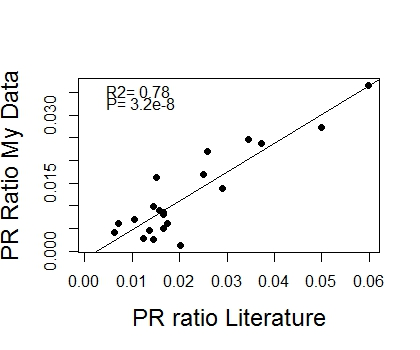 R2= 0.78
P= 3.2e-8
PR Ratio My Data
0.030
0.015
0.000
0.00 0.01 0.02 0.03 0.04 0.05 0.06
PR ratio Literature